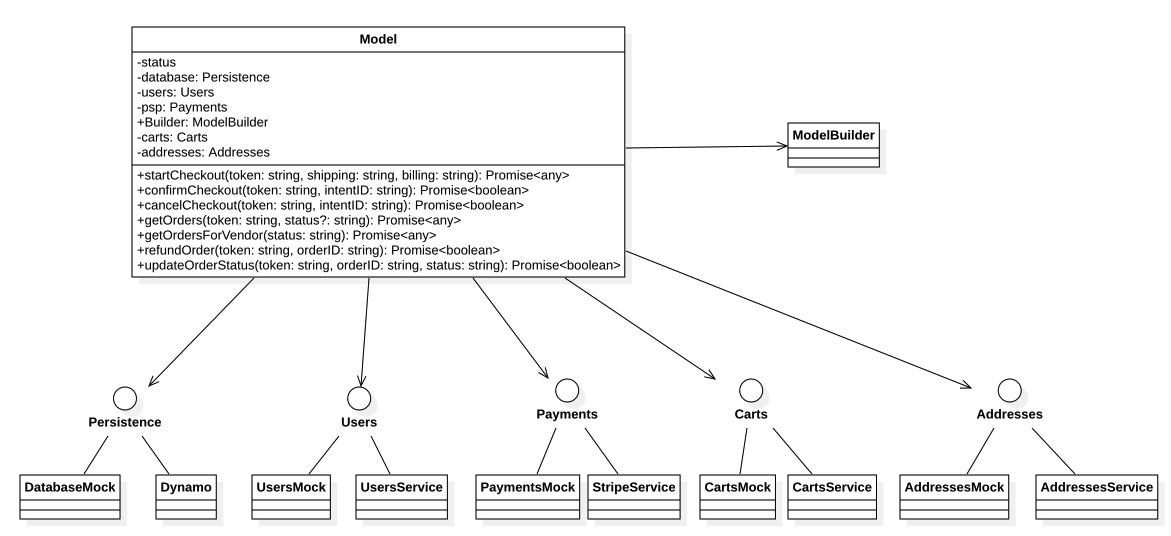 Model
-status
-database: Persistence
-users: Users
-psp: Payments
+Builder: ModelBuilder
-carts: Carts
-addresses: Addresses
+startCheckout(token: string, shipping: string, billing: string): Promise<any>
+confirmCheckout(token: string, intentID: string): Promise<boolean>
+cancelCheckout(token: string, intentID: string): Promise<boolean>
+getOrders(token: string, status?: string): Promise<any>
+getOrdersForVendor(status: string): Promise<any>
+refundOrder(token: string, orderID: string): Promise<boolean>
+updateOrderStatus(token: string, orderID: string, status: string): Promise<boolean>
ModelBuilder
Persistence
Users
Payments
Carts
Addresses
DatabaseMock
Dynamo
UsersMock
UsersService
PaymentsMock
StripeService
CartsMock
CartsService
AddressesMock
AddressesService